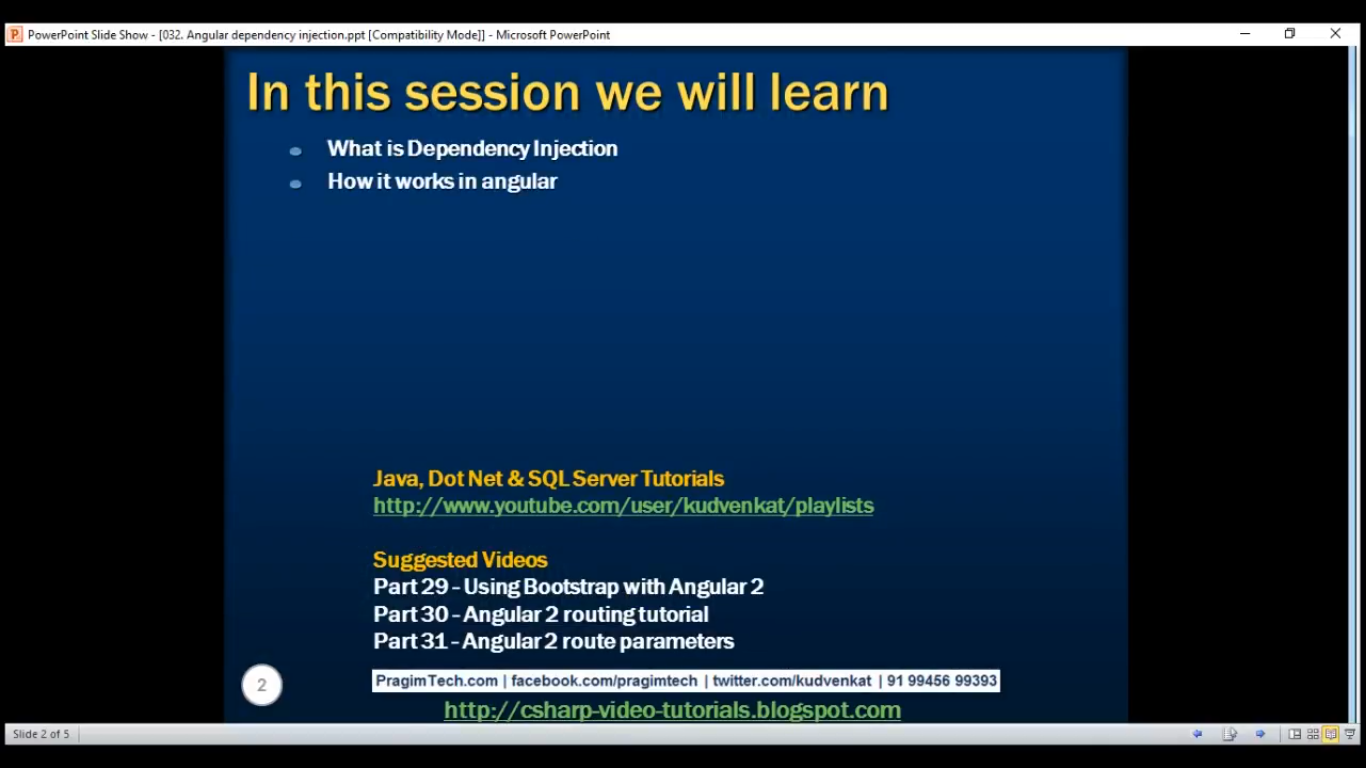 PowerPoint Slide Show - [032. Angular dependency injection.ppt [Compatibility Mode]] - Microsoft PowerPoint
In this session we will learn
What is Dependency Injection
How it works in angular
Java, Dot Net & SQL Server Tutorials
http://www.youtube.com/user/kudvenkat/playlists
Suggested Videos
Part 29 - Using Bootstrap with Angular 2
Part 30 - Angular 2 routing tutorial
Part 31 - Angular 2 route parameters
2
PragimTech.com | facebook.com/pragimtech | twitter.com/kudvenkat | 91 99456 99393
http://csharp-video-tutorials.blogspot.com
Slide 2 of 5